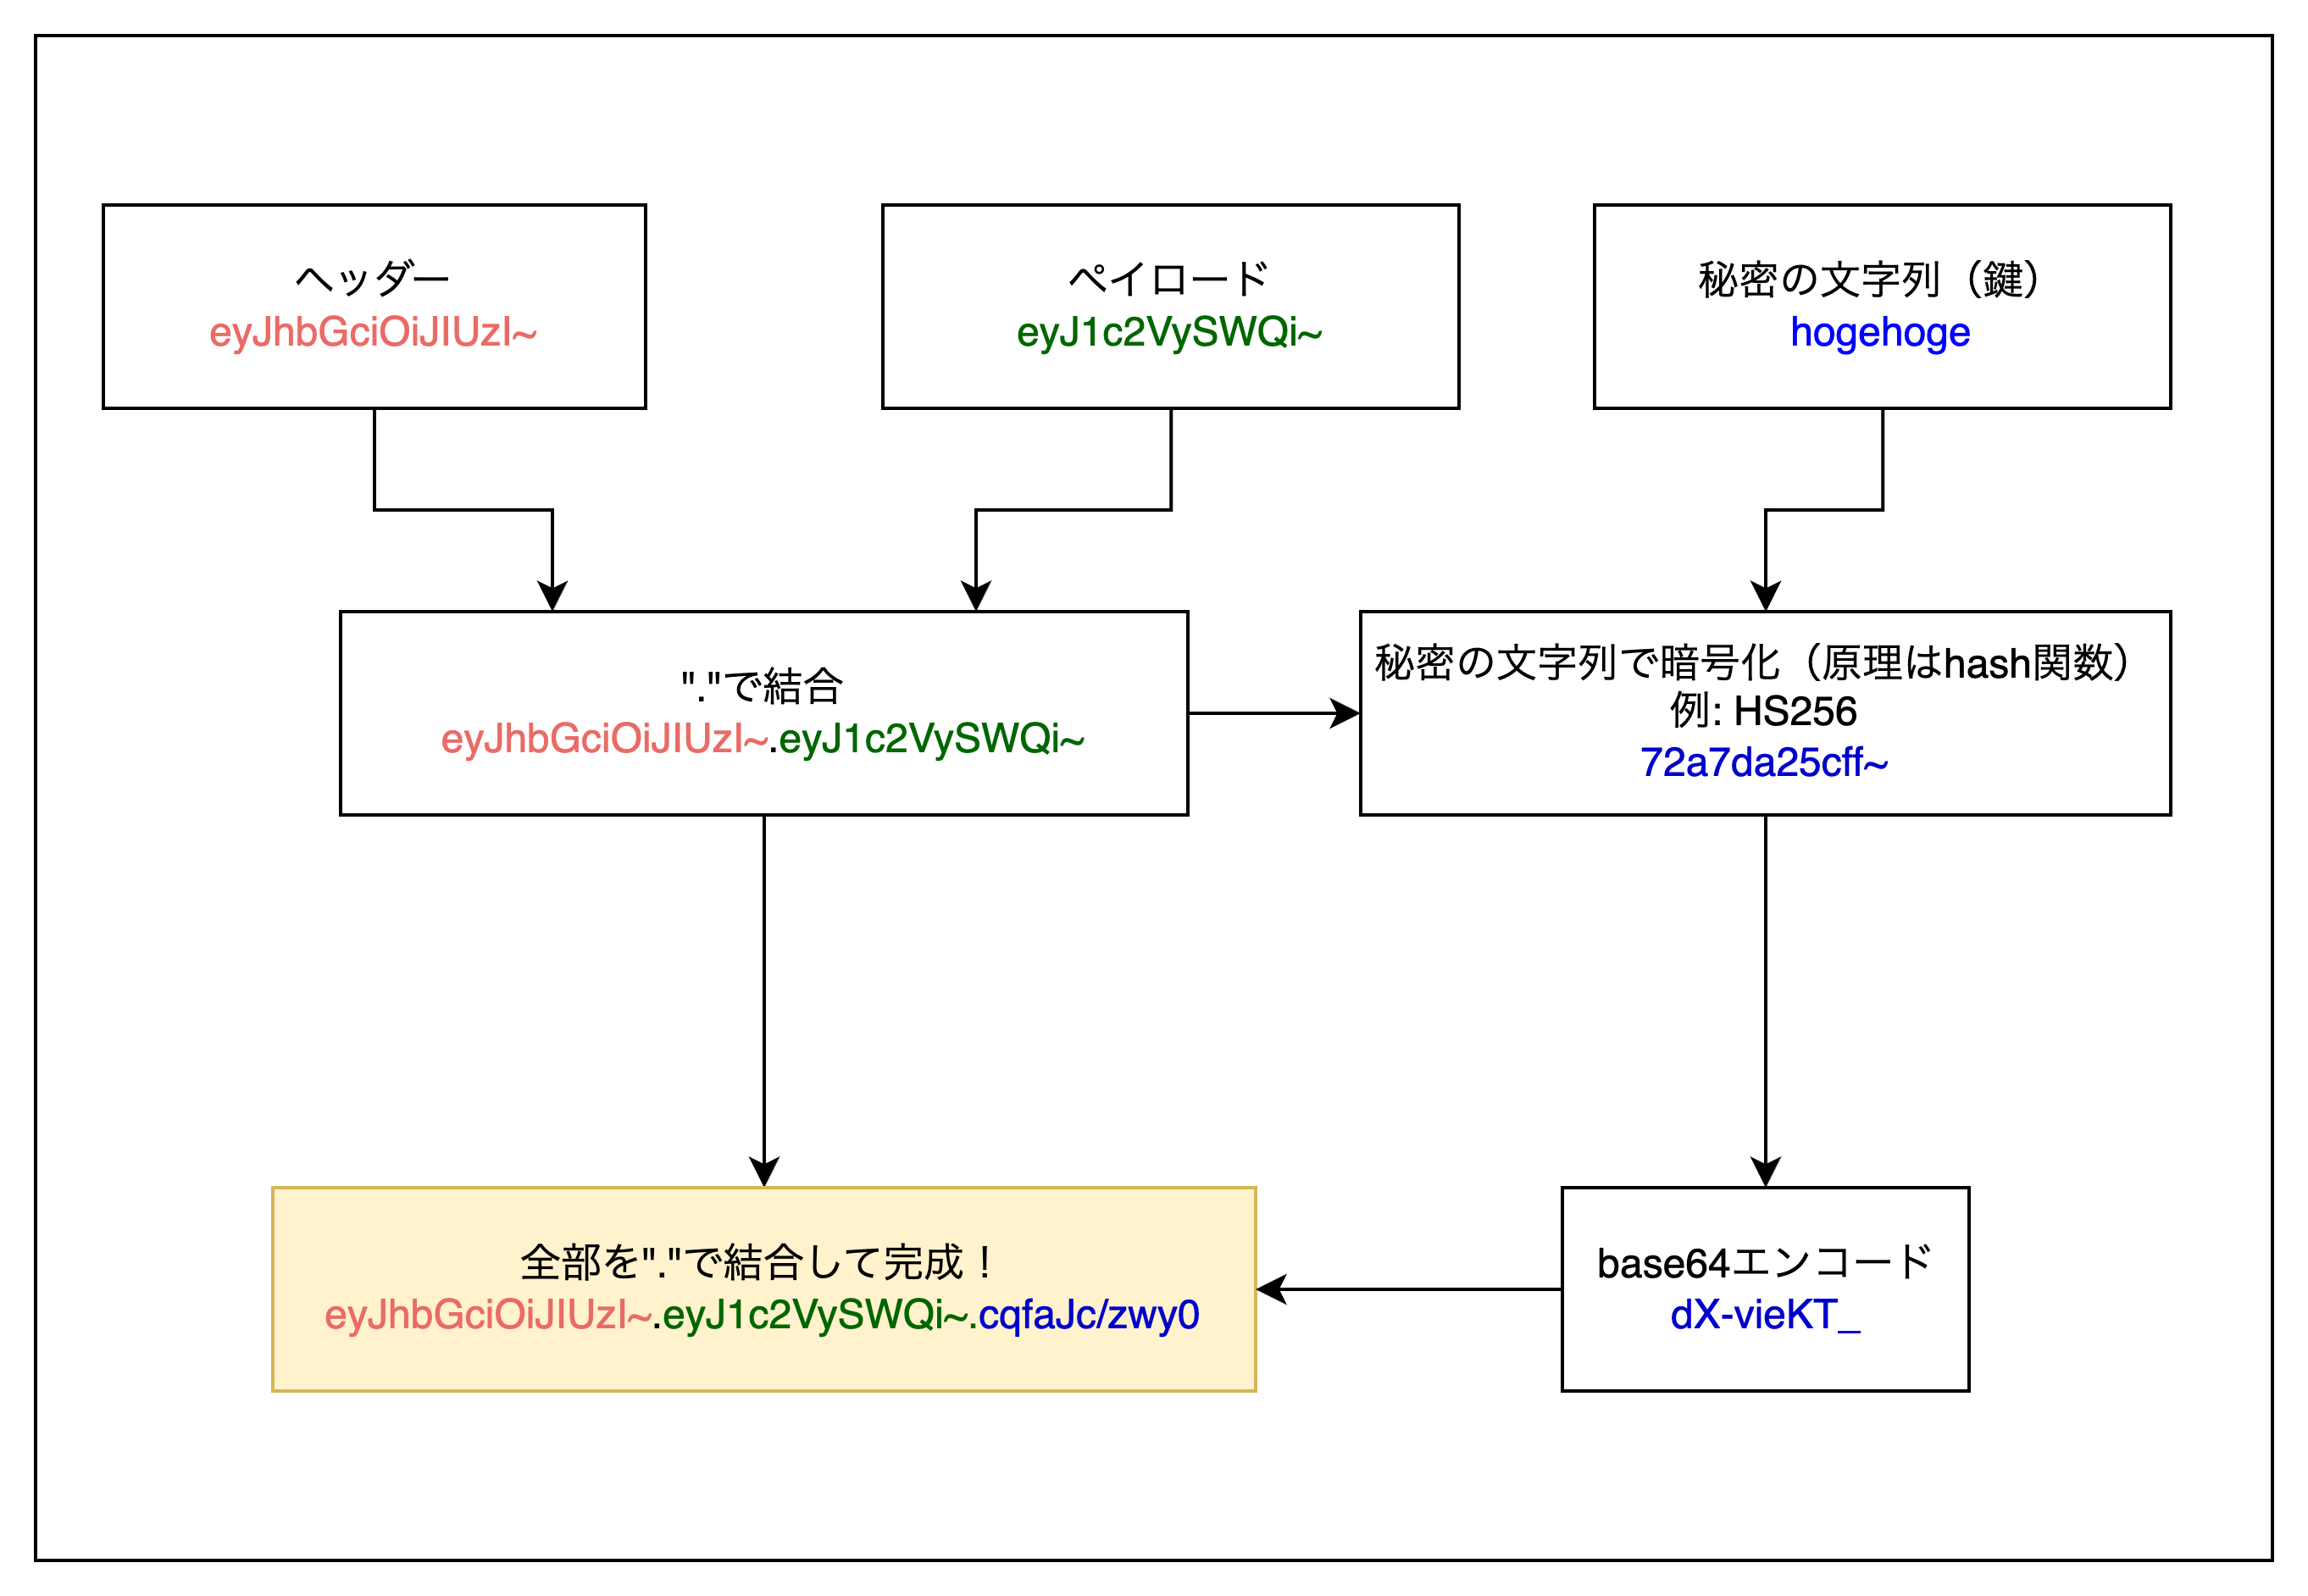 ヘッダー
eyJhbGciOiJIUzI~
ペイロード
eyJ1c2VySWQi~
秘密の文字列（鍵）
hogehoge
"."で結合
eyJhbGciOiJIUzI~.eyJ1c2VySWQi~
秘密の文字列で暗号化（原理はhash関数）
例: HS256
72a7da25cff~
全部を"."で結合して完成！
eyJhbGciOiJIUzI~.eyJ1c2VySWQi~.cqfaJc/zwy0
base64エンコード
dX-vieKT_